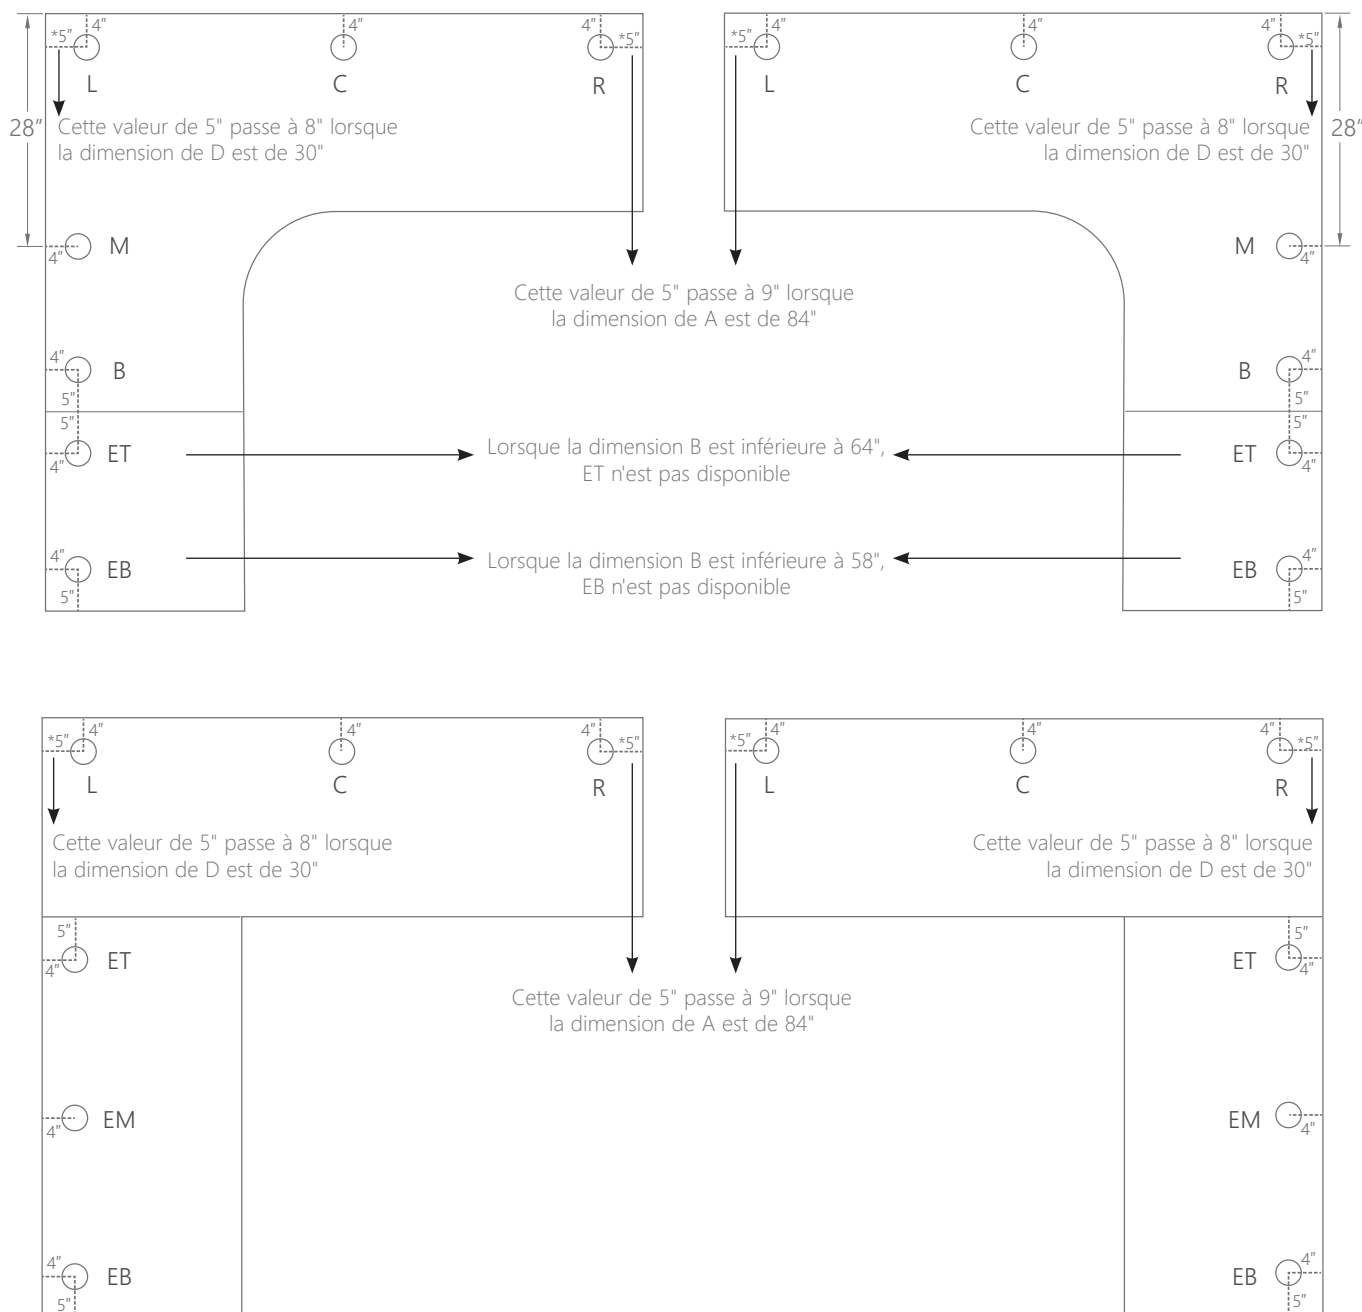 4" 4" 4" 4" 4" 4"
*5" *5" *5" *5"
L C R L C R
28" Cette valeur de 5" passe à 8" lorsque
la dimension de D est de 30"
Cette valeur de 5" passe à 8" lorsque 28"
la dimension de D est de 30"
M M
4" 4"
Cette valeur de 5" passe à 9" lorsque
la dimension de A est de 84"
4" B B 4"
5" 5"
5" 5"
4" ET ET 4"
Lorsque la dimension B est inférieure à 64",
ET n'est pas disponible
4" EB EB 4"
5" 5"
Lorsque la dimension B est inférieure à 58",
EB n'est pas disponible
4" 4" 4" 4" 4" 4"
*5" *5" *5" *5"
L C R L C R
Cette valeur de 5" passe à 8" lorsque
la dimension de D est de 30"
Cette valeur de 5" passe à 8" lorsque
la dimension de D est de 30"
5" 5"
4" ET ET 4"
Cette valeur de 5" passe à 9" lorsque
la dimension de A est de 84"
EM EM
4" 4"
4" 4"
EB EB
5" 5"